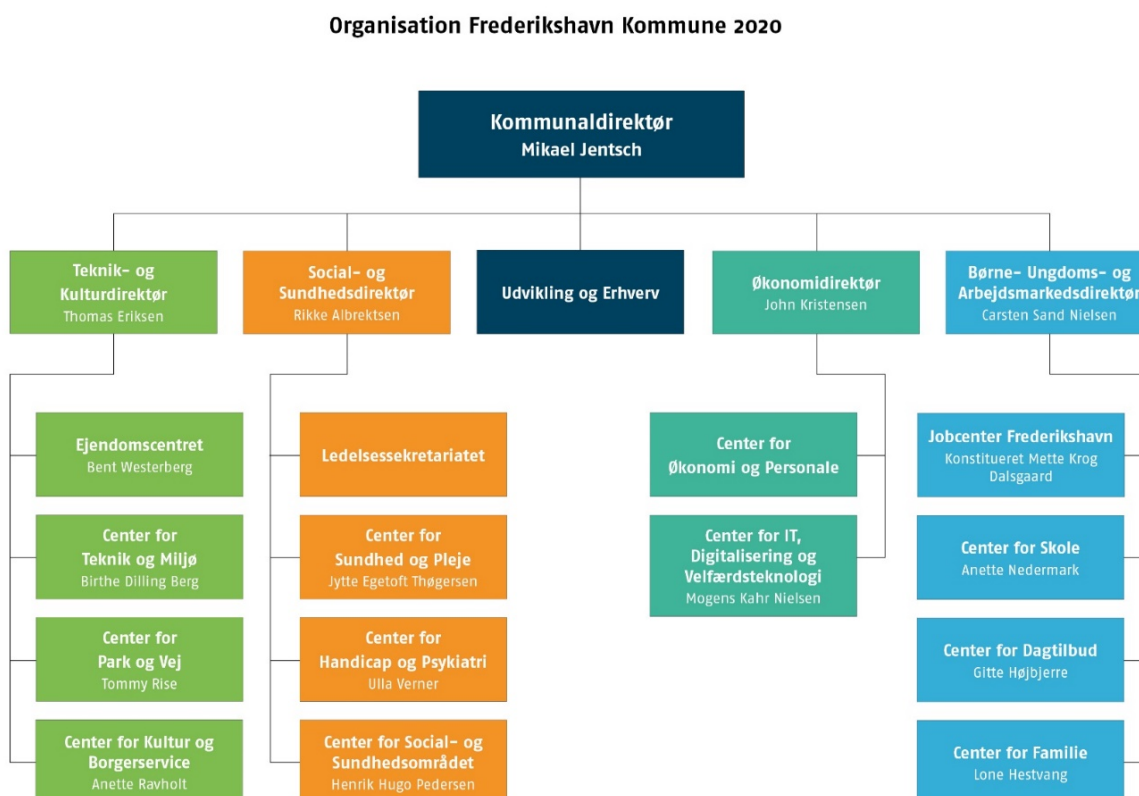 Organisation Frederikshavn Kommune 2020
Kommunaldirektør
Mikael Jentsch
Teknik- og
Kulturdirektør
Thomas Eriksen
Social- og
Sundhedsdirektør
Rikke Albrektsen
Udvikling og Erhverv
Økonomidirektør
John Kristensen
Børne- Ungdoms- og
Arbejdsmarkedsdirektør
Carsten Sand Nielsen
Ejendomscentret
Bent Westerberg
Center for
Teknik og Miljø
Birthe Dilling Berg
Center for
Park og Vej
Tommy Rise
Center for Kultur og
Borgerservice
Anette Ravholt
Ledelsessekretariatet
Center for
Sundhed og Pleje
Jytte Egetoft Thøgersen
Center for
Handicap og Psykiatri
Ulla Verner
Center for Social- og
Sundhedsområdet
Henrik Hugo Pedersen
Center for
Økonomi og Personale
Center for IT,
Digitalisering og
Velfærdsteknologi
Mogens Kahr Nielsen
Jobcenter Frederikshavn
Konstitueret Mette Krog
Dalsgaard
Center for Skole
Anette Nedermark
Center for Dagtilbud
Gitte Højbjerre
Center for Familie
Lone Hestvang